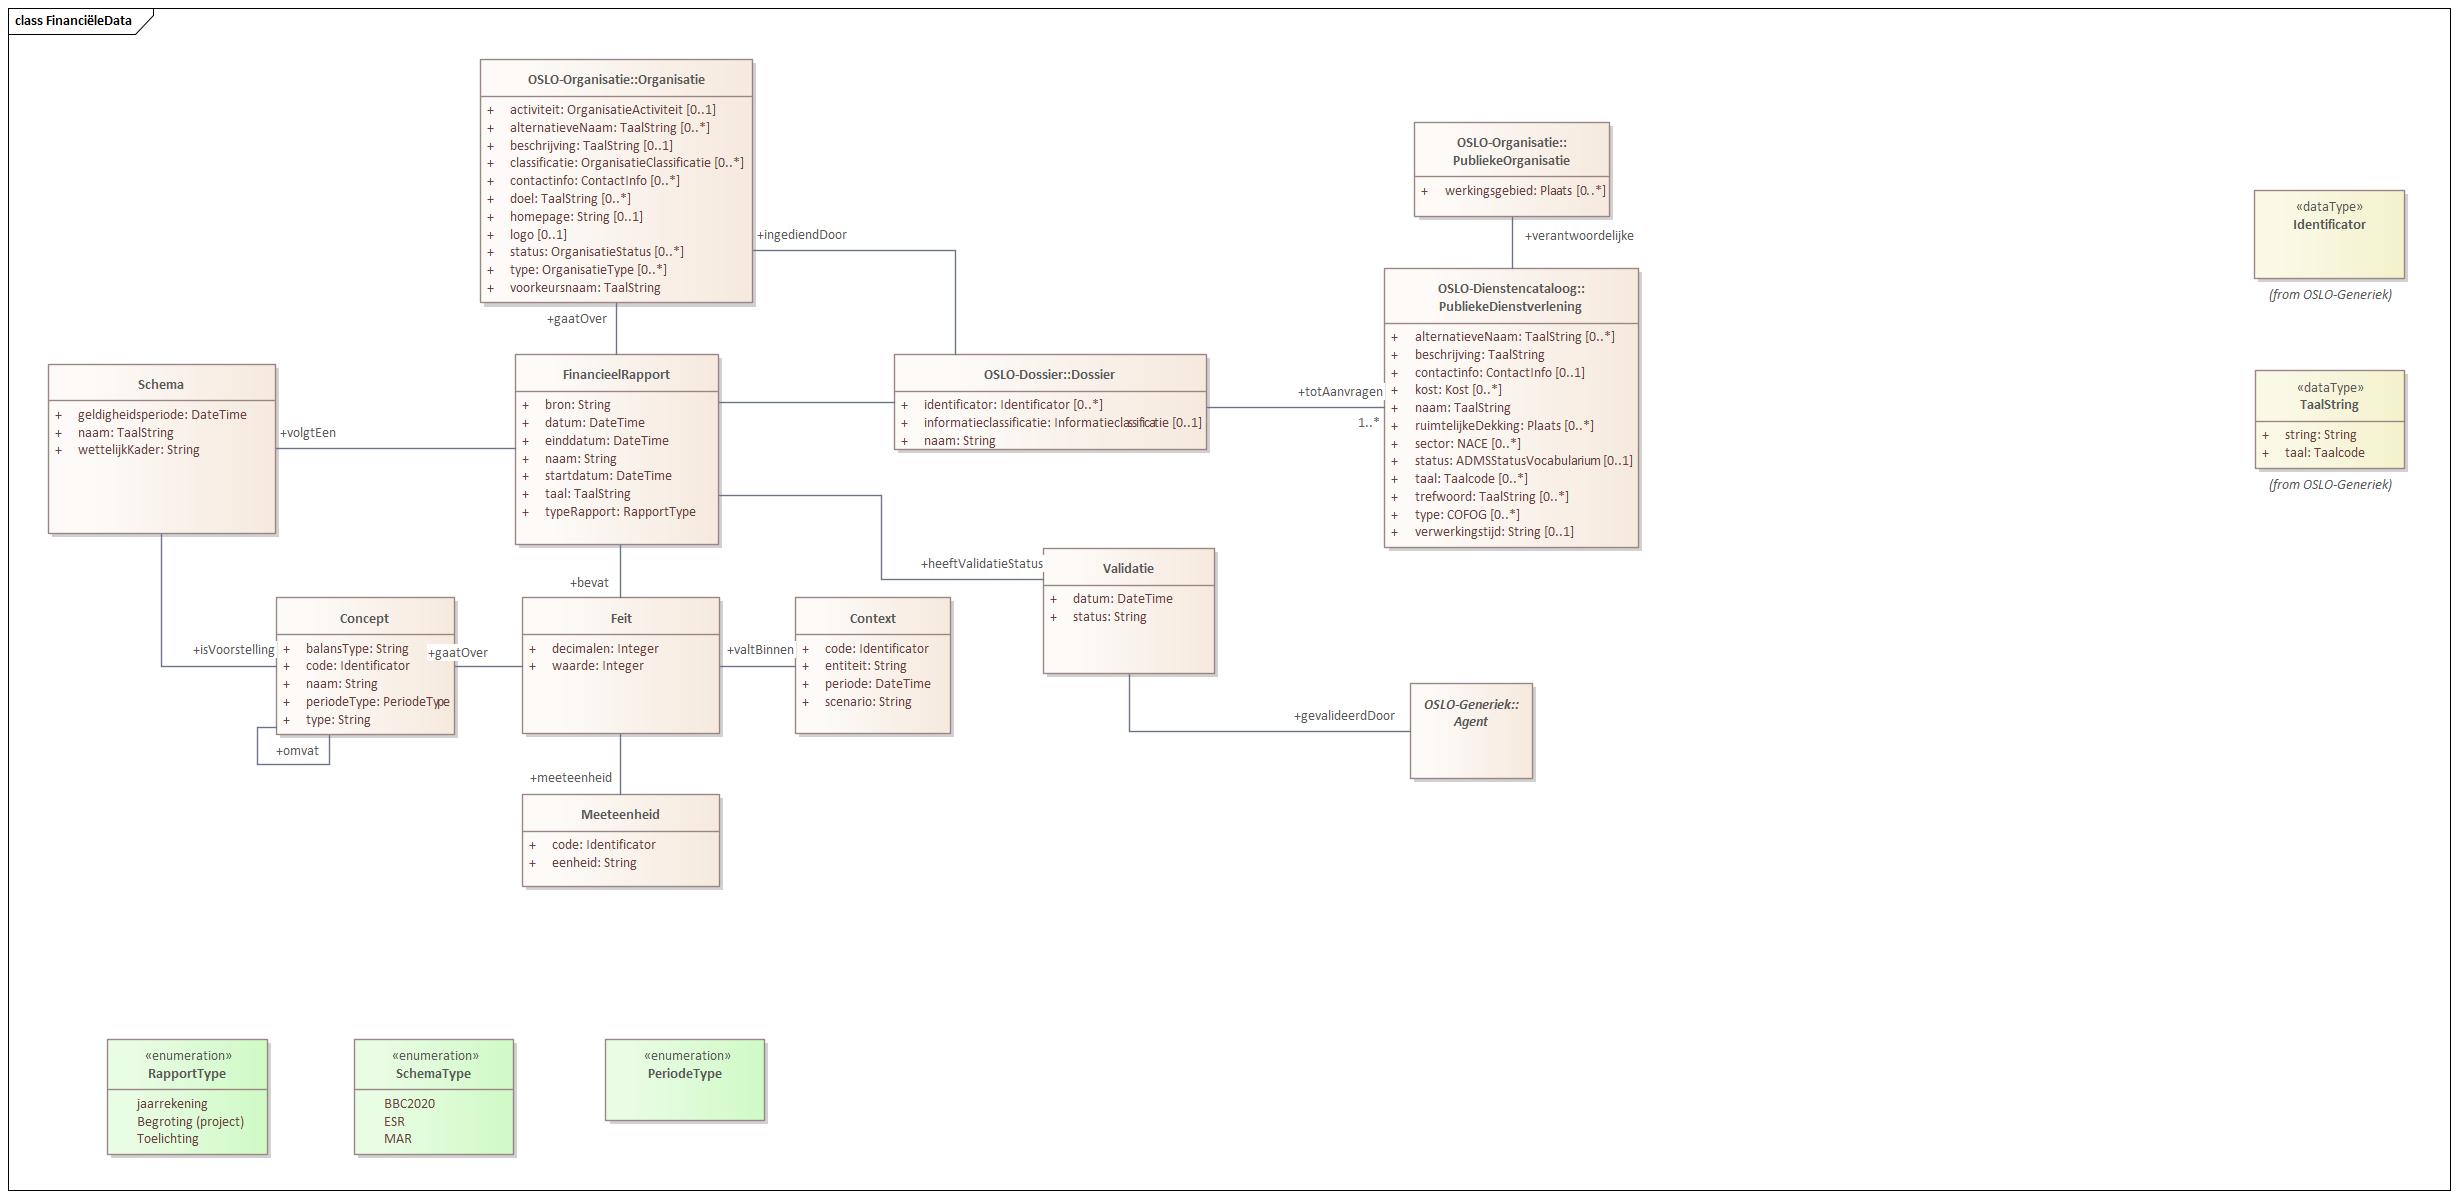 class FinanciëleData
OSLO-Organisatie::Organisatie
+ activiteit: OrganisatieActiviteit [0..1]
+ alternatieveNaam: TaalString [0..*]
+ beschrijving: TaalString [0..1]
+ classificatie: OrganisatieClassificatie [0..*]
+ contactinfo: ContactInfo [0..*]
+ doel: TaalString [0..*]
+ homepage: String [0..1]
+ logo [0..1]
+ status: OrganisatieStatus [0..*]
+ type: OrganisatieType [0..*]
+ voorkeursnaam: TaalString
+ingediendDoor
+gaatOver
OSLO-Organisatie::
PubliekeOrganisatie
+ werkingsgebied: Plaats [0..*]
+verantwoordelijke
OSLO-Dienstencataloog::
PubliekeDienstverlening
+ alternatieveNaam: TaalString [0..*]
+ beschrijving: TaalString
+ contactinfo: ContactInfo [0..1]
+ kost: Kost [0..*]
+ naam: TaalString
+ ruimtelijkeDekking: Plaats [0..*]
+ sector: NACE [0..*]
+ status: ADMSStatusVocabularium [0..1]
+ taal: Taalcode [0..*]
+ trefwoord: TaalString [0..*]
+ type: COFOG [0..*]
+ verwerkingstijd: String [0..1]
«dataType»
Identificator
(from OSLO-Generiek)
«dataType»
TaalString
+ string: String
+ taal: Taalcode
(from OSLO-Generiek)
Schema
+ geldigheidsperiode: DateTime
+ naam: TaalString
+ wettelijkKader: String
+volgtEen
FinancieelRapport
+ bron: String
+ datum: DateTime
+ einddatum: DateTime
+ naam: String
+ startdatum: DateTime
+ taal: TaalString
+ typeRapport: RapportType
OSLO-Dossier::Dossier
+ identificator: Identificator [0..*]
+ informatieclassificatie: Informatieclassificatie [0..1]
+ naam: String
+totAanvragen
1..*
+heeftValidatieStatus
+bevat
Validatie
+ datum: DateTime
+ status: String
+gevalideerdDoor
OSLO-Generiek::
Agent
+isVoorstelling
Concept
+ balansType: String
+ code: Identificator
+ naam: String
+ periodeType: PeriodeType
+ type: String
+omvat
+gaatOver
Feit
+ decimalen: Integer
+ waarde: Integer
+valtBinnen
Context
+ code: Identificator
+ entiteit: String
+ periode: DateTime
+ scenario: String
+meeteenheid
Meeteenheid
+ code: Identificator
+ eenheid: String
«enumeration»
RapportType
jaarrekening
Begroting (project)
Toelichting
«enumeration»
SchemaType
BBC2020
ESR
MAR
«enumeration»
PeriodeType